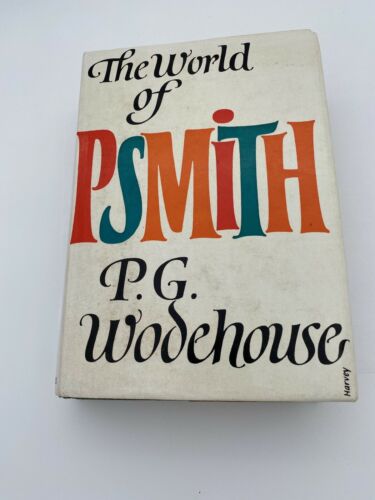 The World
of
PSMiTH
P. G.
Wodehouse
Harvey